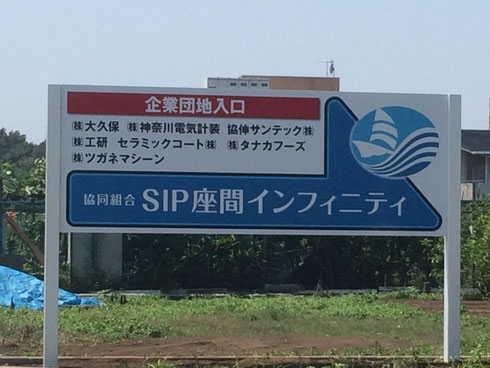 企業団地入口
㈱大久保 ㈱神奈川電気計装 協伸サンテック㈱
㈱工研 セラミックコート㈱ ㈱タナカフーズ
㈱ツガネマシーン
協同組合 SIP座間インフィニティ